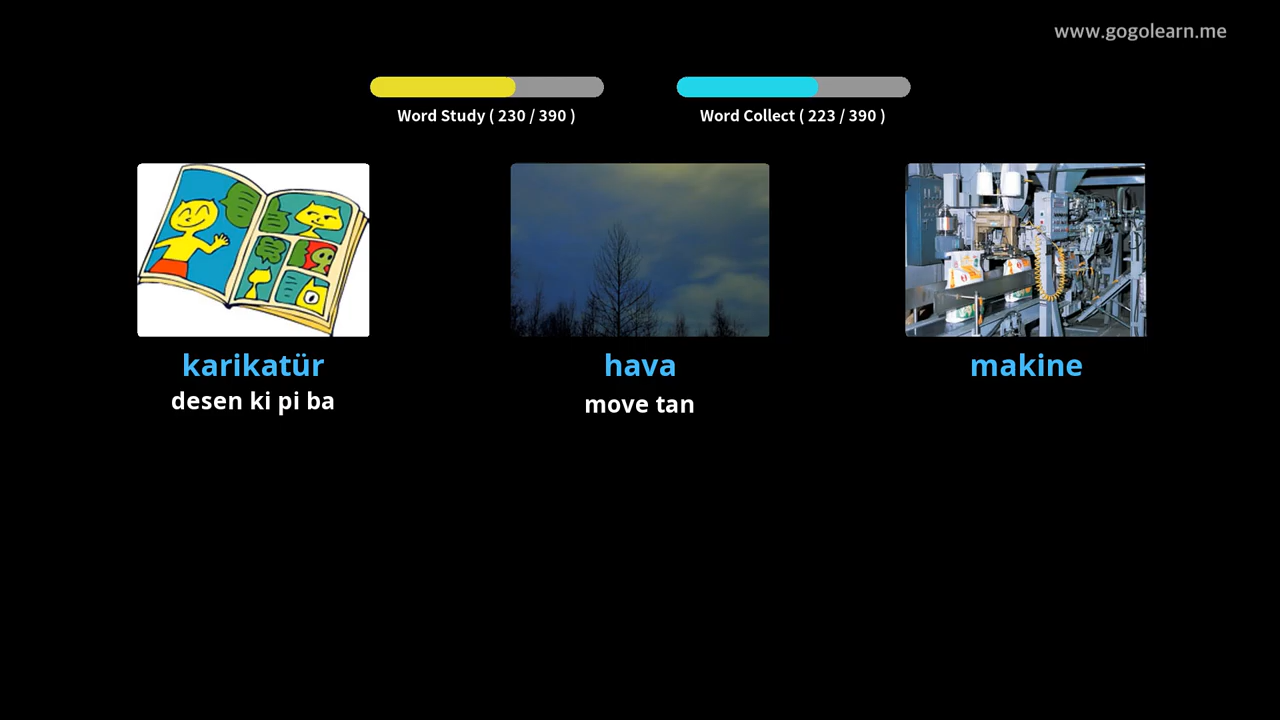 www.gogolearn.me
Word Study ( 230 / 390 )
Word Collect ( 223 / 390 )
karikatür
desen ki pi ba
hava
move tan
makine